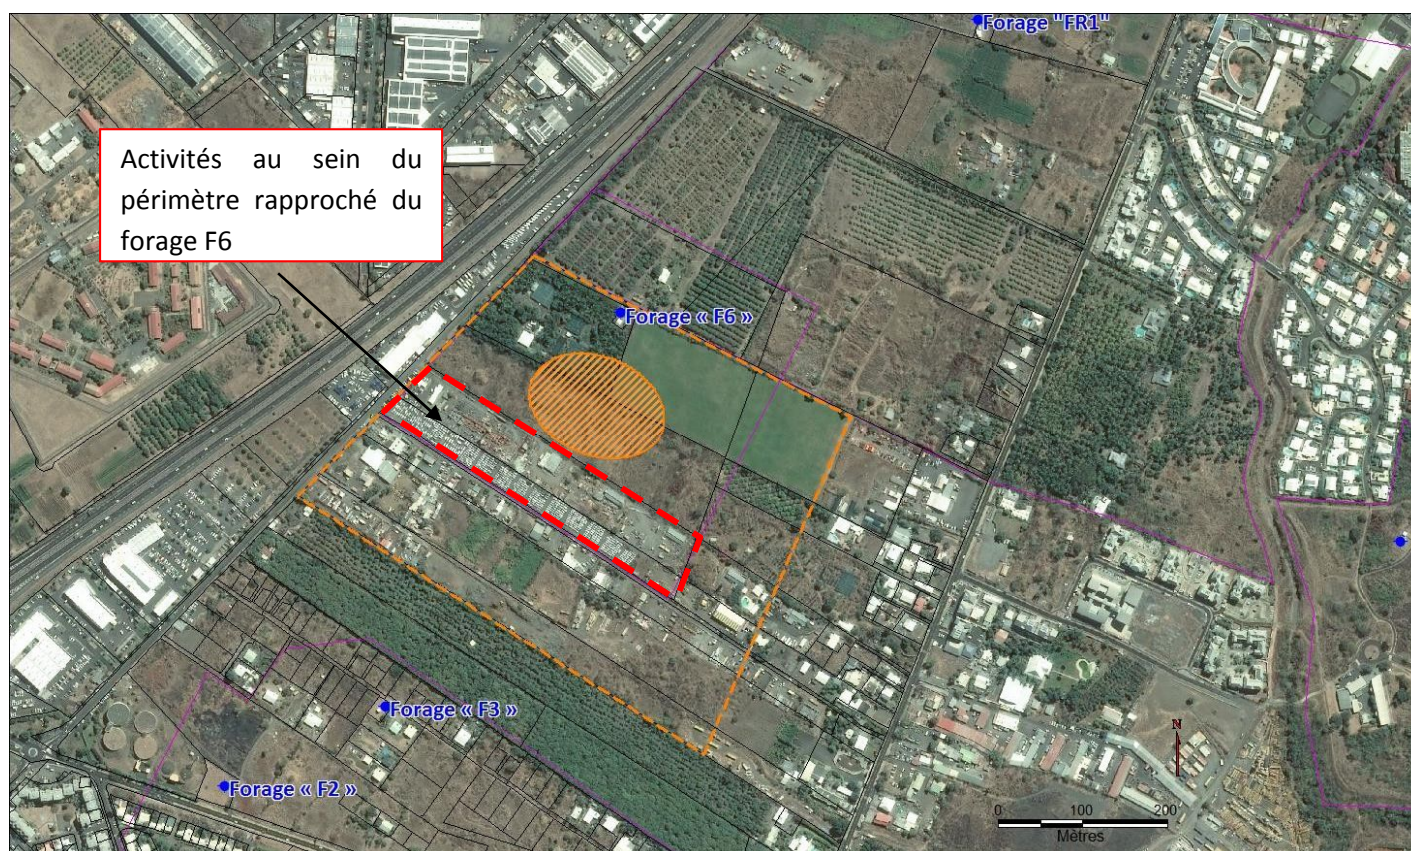 Forage "FR1"
Activités au sein du
périmètre rapproché du
forage F6
Forage « F6 »
Forage « F3 »
Forage « F2 »
N
0 100 200
Mètres